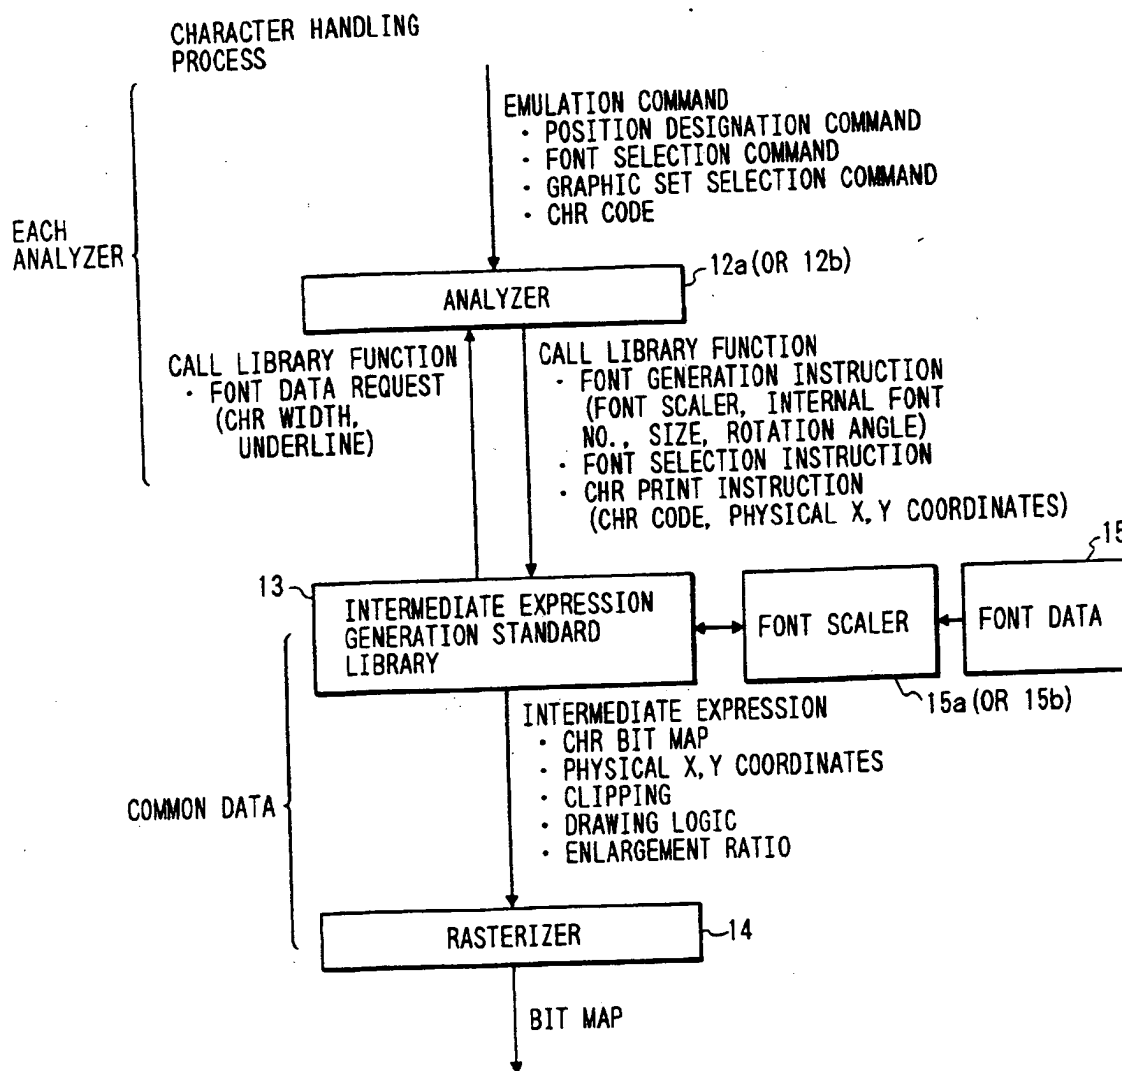 CHARACTER HANDLING
PROCESS
EMULATION COMMAND
· POSITION DESIGNATION COMMAND
· FONT SELECTION COMMAND
· GRAPHIC SET SELECTION COMMAND
· CHR CODE
EACH
ANALYZER
12a(OR 12b)
ANALYZER
CALL LIBRARY FUNCTION
· FONT DATA REQUEST
(CHR WIDTH,
UNDERLINE)
CALL LIBRARY FUNCTION
· FONT GENERATION INSTRUCTION
(FONT SCALER, INTERNAL FONT
NO., SIZE, ROTATION ANGLE)
· FONT SELECTION INSTRUCTION
· CHR PRINT INSTRUCTION
(CHR CODE, PHYSICAL X,Y COORDINATES)
13
INTERMEDIATE EXPRESSION
GENERATION STANDARD
LIBRARY
FONT SCALER
15a(OR 15b)
15
FONT DATA
COMMON DATA
INTERMEDIATE EXPRESSION
· CHR BIT MAP
· PHYSICAL X,Y COORDINATES
· CLIPPING
· DRAWING LOGIC
· ENLARGEMENT RATIO
RASTERIZER
14
BIT MAP